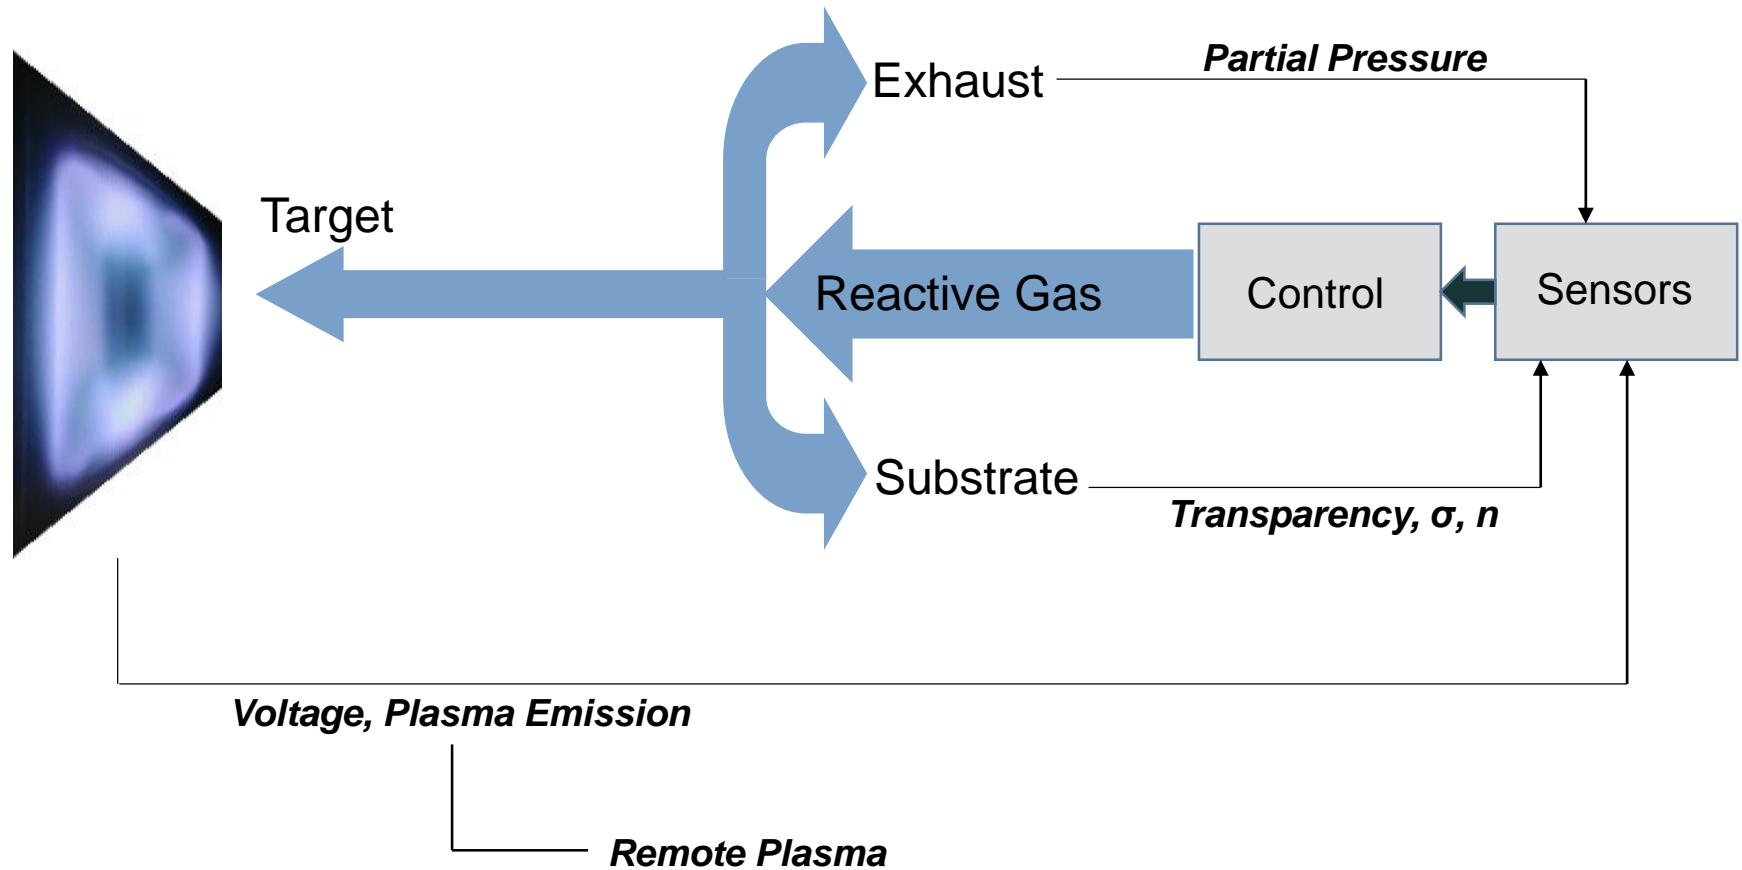 Partial Pressure
Exhaust
Target
Reactive Gas
Control
Sensors
Substrate
Transparency, σ, n
Voltage, Plasma Emission
Remote Plasma